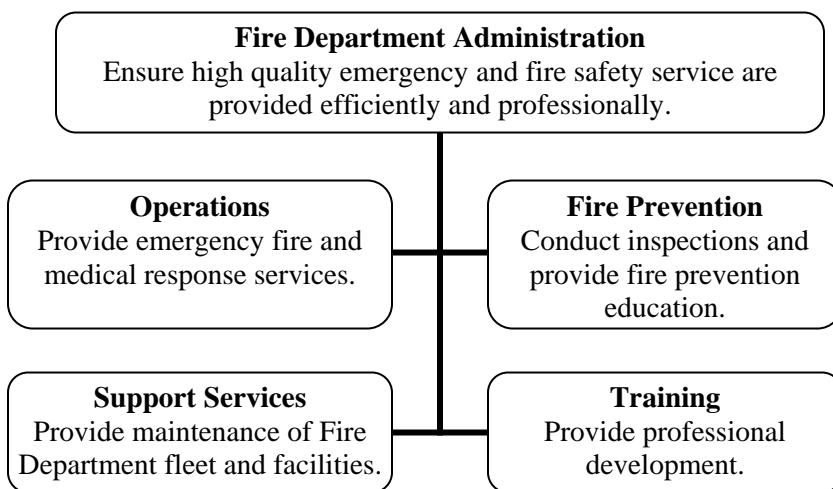 Fire Department Administration
Ensure high quality emergency and fire safety service are
provided efficiently and professionally.
Operations
Provide emergency fire and
medical response services.
Fire Prevention
Conduct inspections and
provide fire prevention
education.
Support Services
Provide maintenance of Fire
Department fleet and facilities.
Training
Provide professional
development.